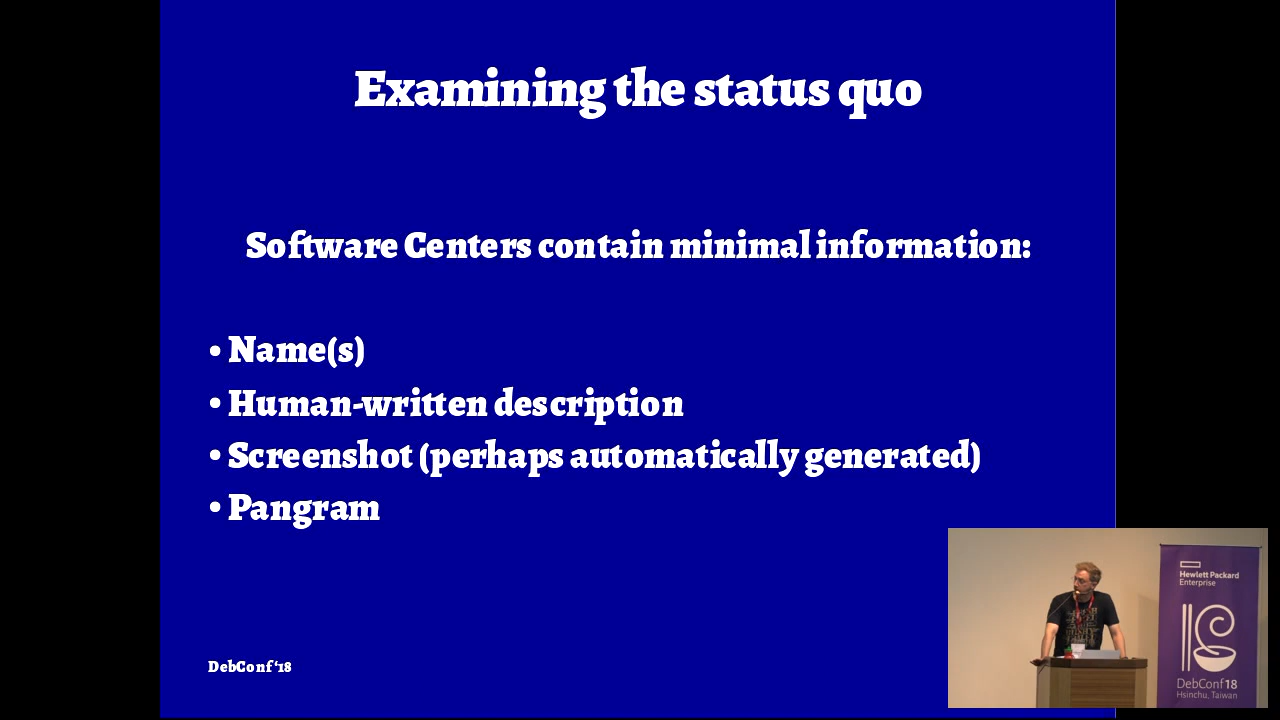 Examining the status quo
Software Centers contain minimal information:
• Name(s)
• Human-written description
• Screenshot (perhaps automatically generated)
• Pangram
DebConf‘18
Hewlett Packard
Enterprise
DebConf18
Hsinchu, Taiwan